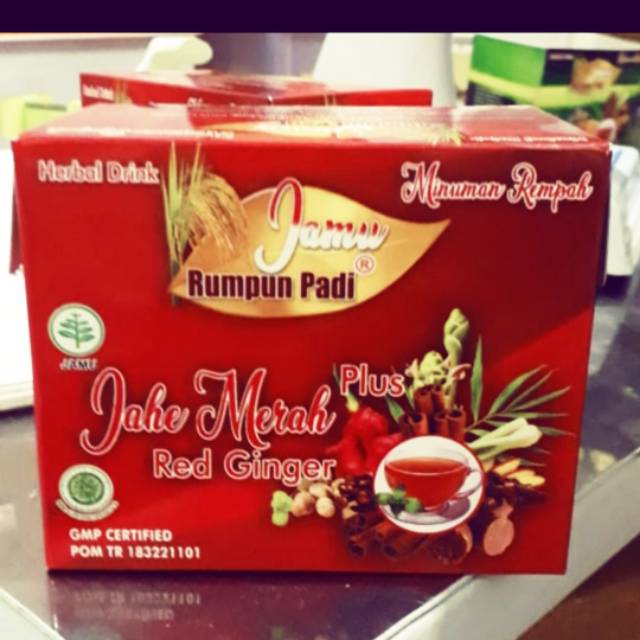 Herbal Drink
Minuman Rempah
Jamu
Rumpun Padi ®
JAMU
Jahe Merah Plus
Red Ginger
GMP CERTIFIED
POM TR 183221101